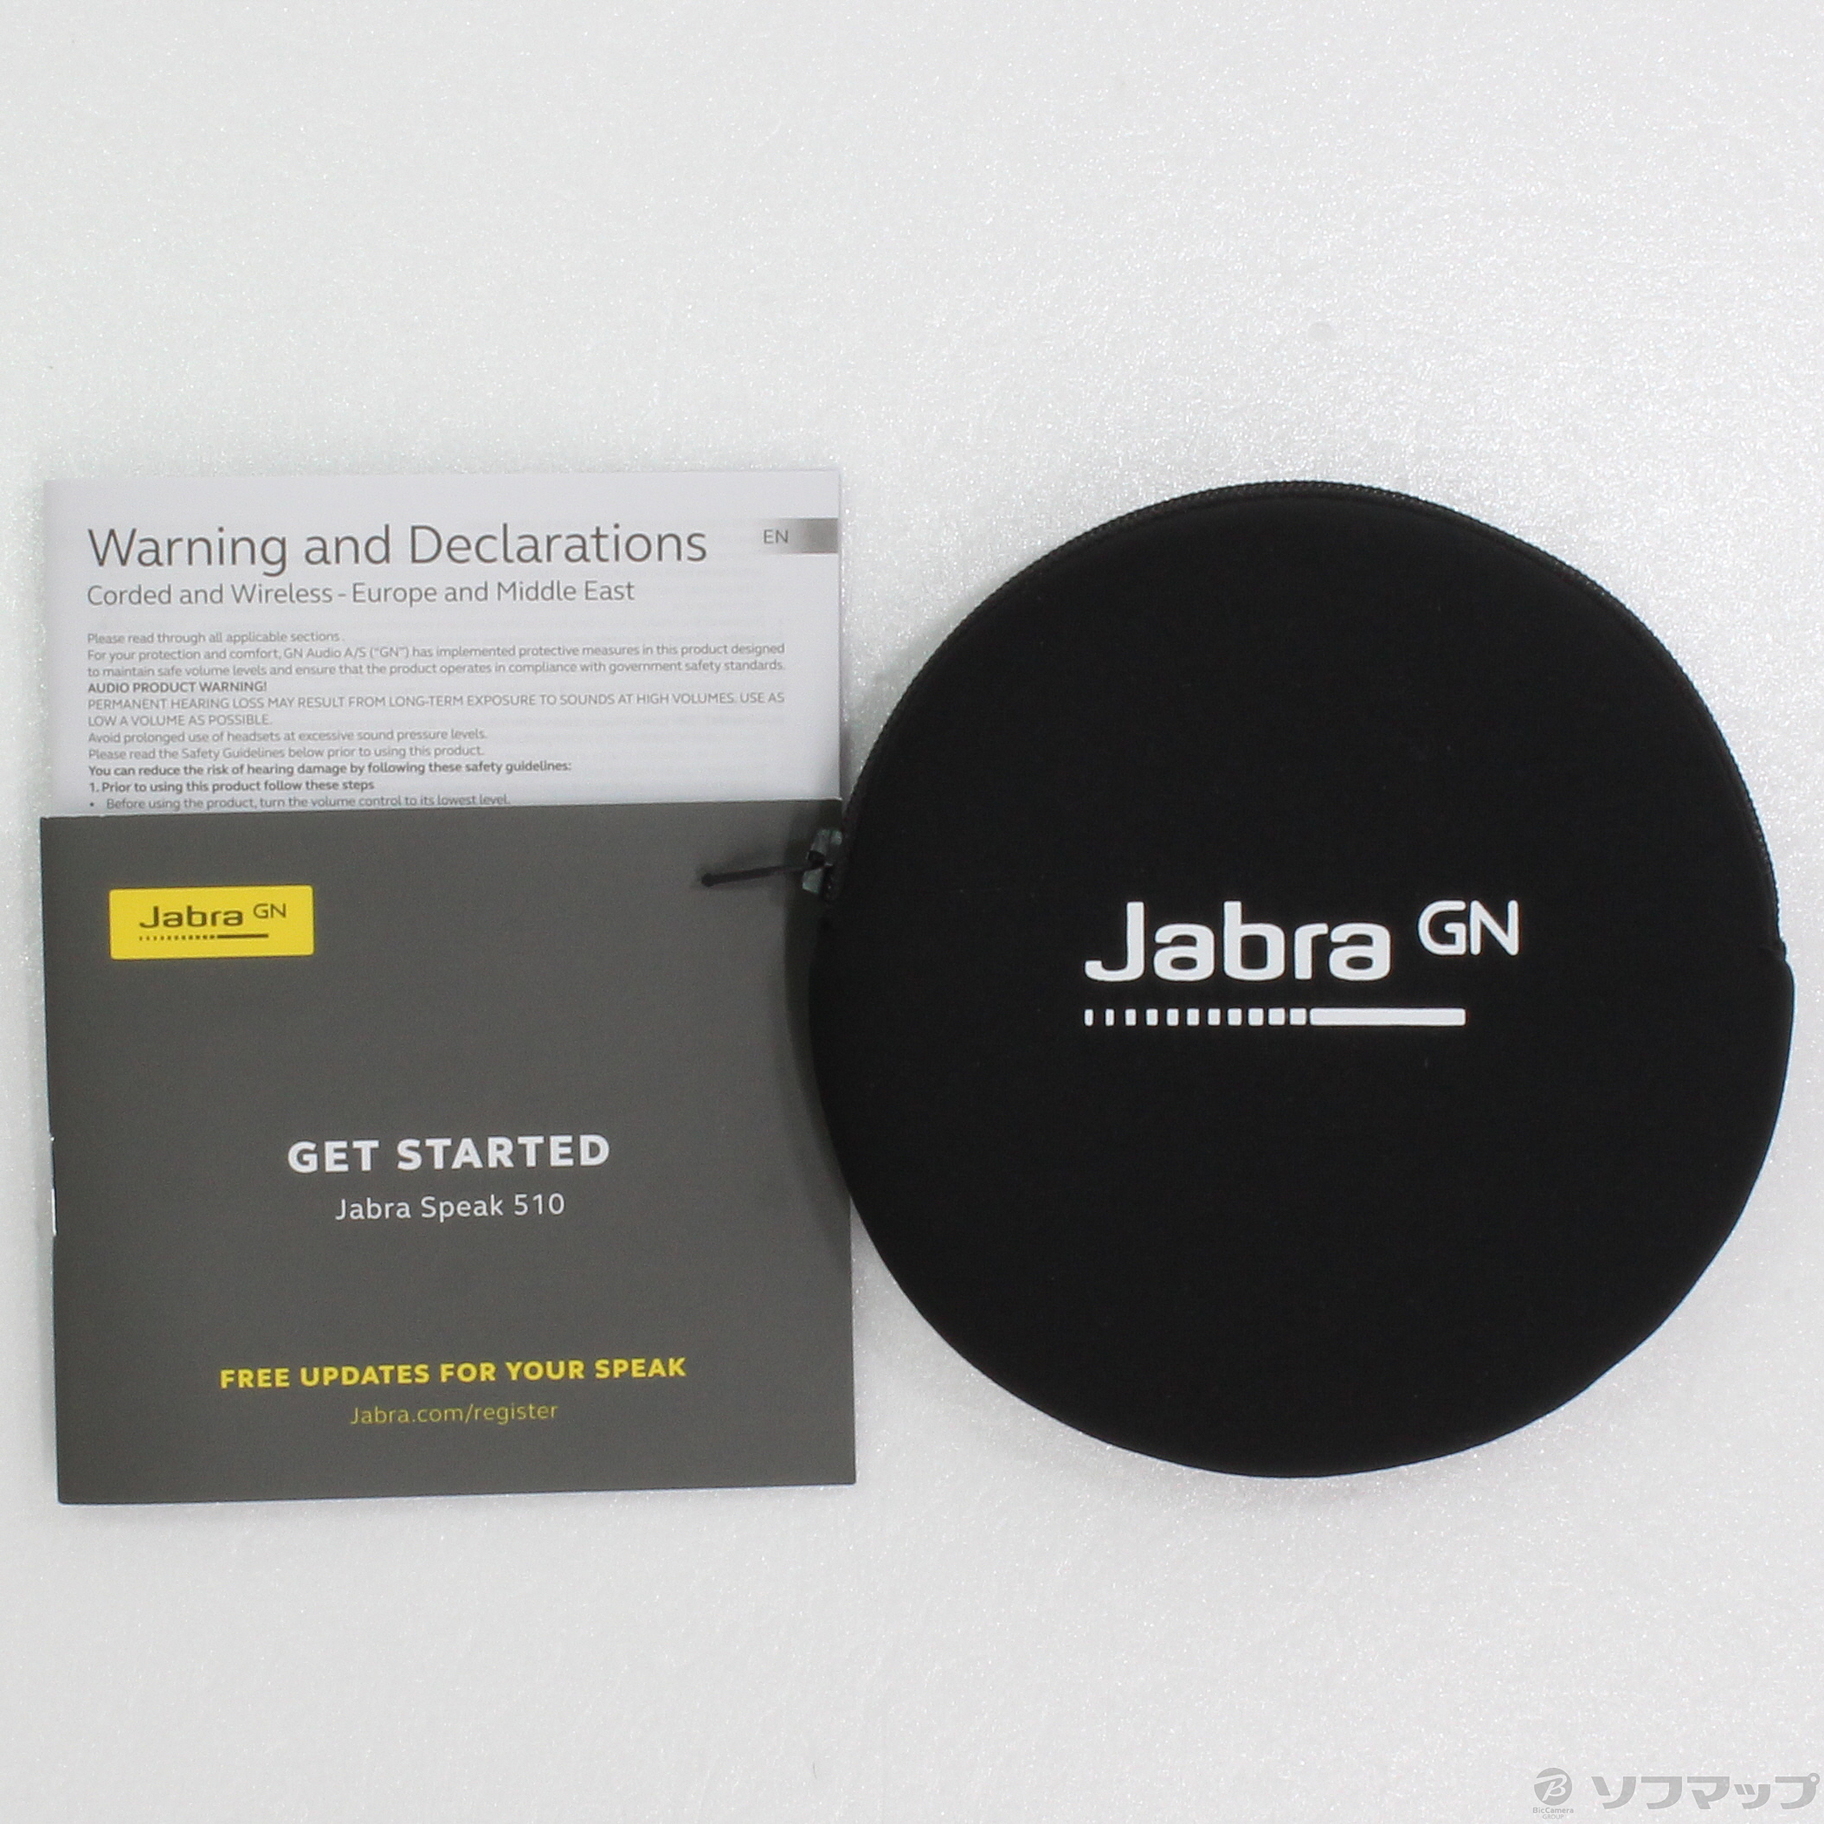 Warning and Declarations
EN
Corded and Wireless - Europe and Middle East
Please read through all applicable sections.
For your protection and comfort, GN Audio A/S ("GN") has implemented protective measures in this product designed
to maintain safe volume levels and ensure that the product operates in compliance with government safety standards.
AUDIO PRODUCT WARNING!
PERMANENT HEARING LOSS MAY RESULT FROM LONG-TERM EXPOSURE TO SOUNDS AT HIGH VOLUMES. USE AS
LOW A VOLUME AS POSSIBLE.
Avoid prolonged use of headsets at excessive sound pressure levels.
Please read the Safety Guidelines below prior to using this product.
You can reduce the risk of hearing damage by following these safety guidelines:
1. Prior to using this product follow these steps
• Before using the product, turn the volume control to its lowest level.
Jabra GN
GET STARTED
Jabra Speak 510
FREE UPDATES FOR YOUR SPEAK
Jabra.com/register
Jabra GN
B
BicCamera
GROUP
ソフマップ